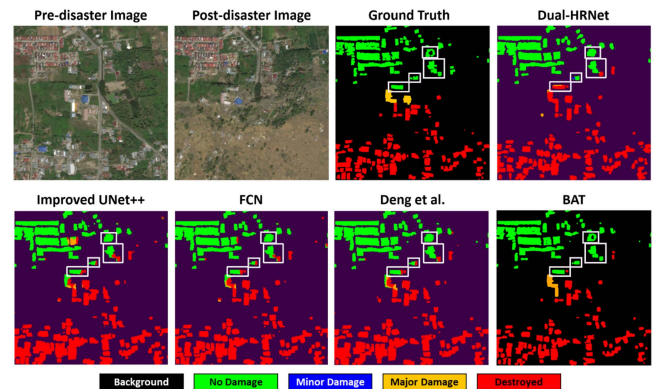 Pre-disaster Image Post-disaster Image Ground Truth Dual-HRNet
Improved UNet++ FCN Deng et al. BAT
Background No Damage Minor Damage Major Damage Destroyed